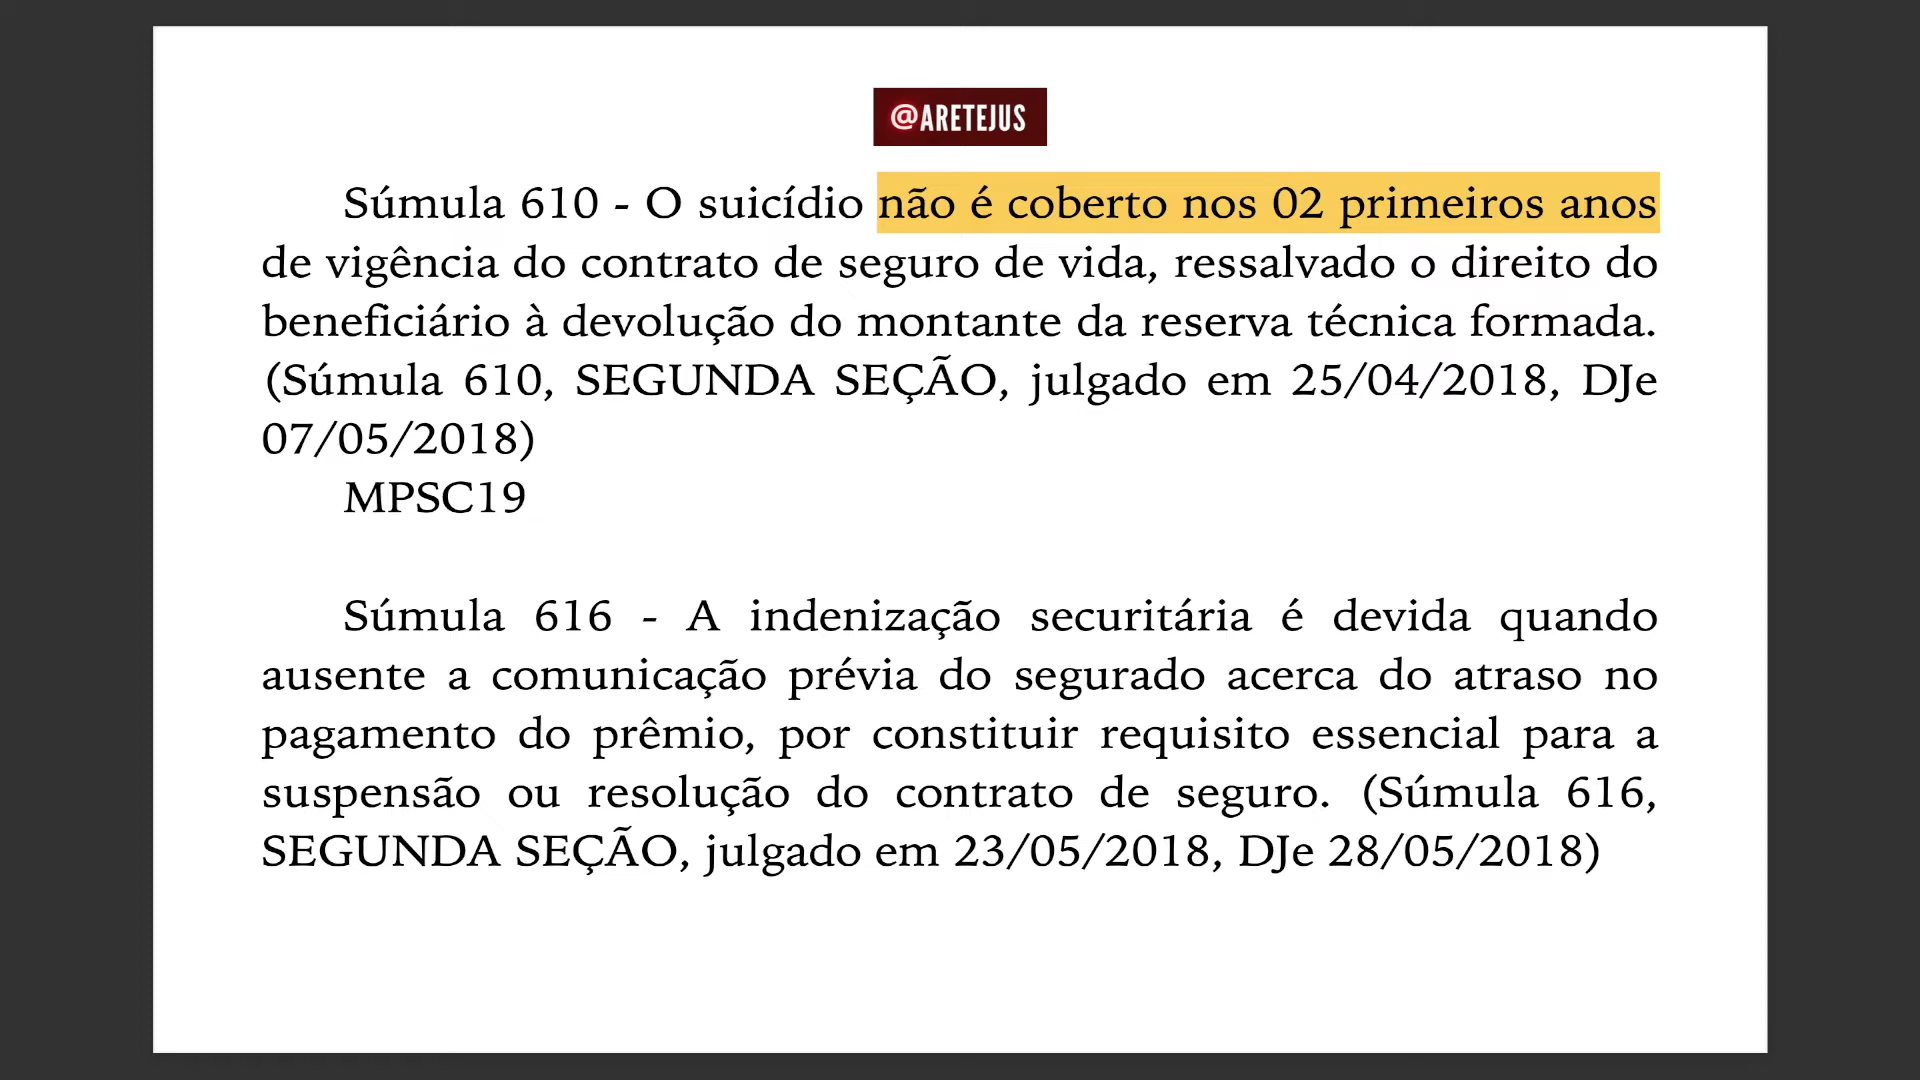 @ARETEJUS
Súmula 610 - O suicídio não é coberto nos 02 primeiros anos
de vigência do contrato de seguro de vida, ressalvado o direito do
beneficiário à devolução do montante da reserva técnica formada.
(Súmula 610, SEGUNDA SEÇÃO, julgado em 25/04/2018, DJe
07/05/2018)
MPSC19
Súmula 616 - A indenização securitária é devida quando
ausente a comunicação prévia do segurado acerca do atraso no
pagamento do prêmio, por constituir requisito essencial para a
suspensão ou resolução do contrato de seguro. (Súmula 616,
SEGUNDA SEÇÃO, julgado em 23/05/2018, DJe 28/05/2018)